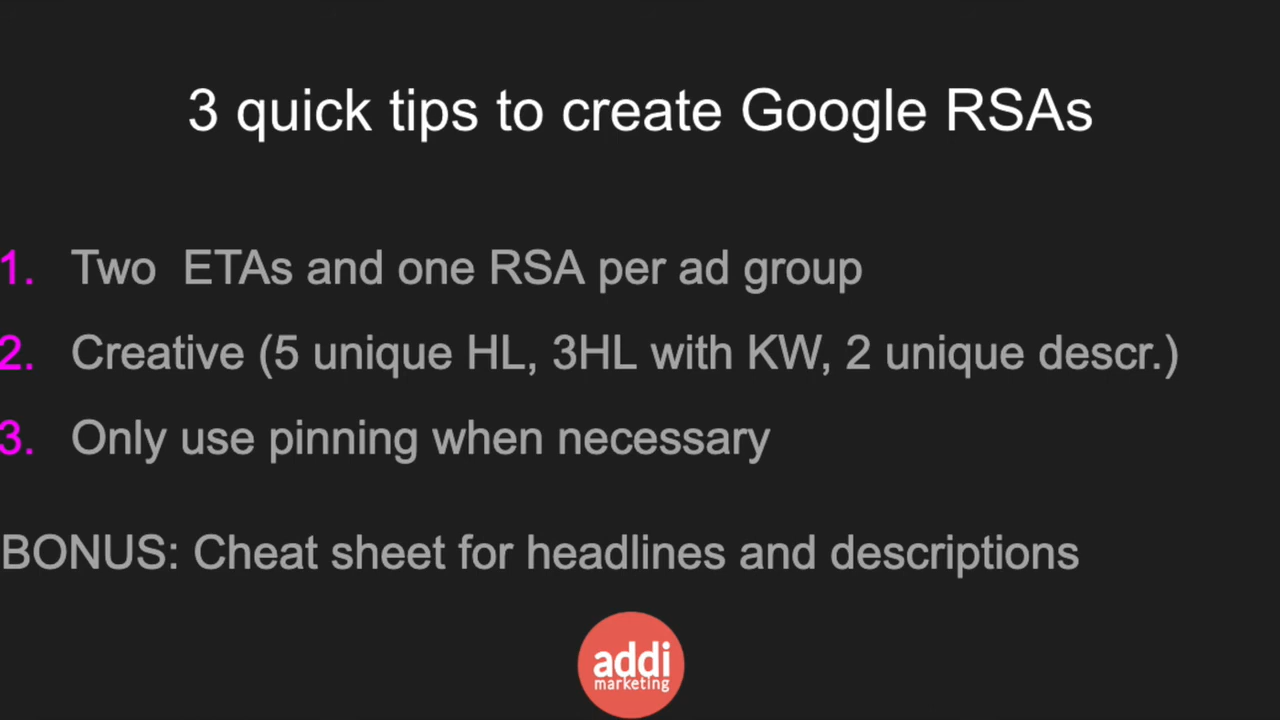 3 quick tips to create Google RSAs
1. Two ETAs and one RSA per ad group
2. Creative (5 unique HL, 3HL with KW, 2 unique descr.)
3. Only use pinning when necessary
BONUS: Cheat sheet for headlines and descriptions
addi
marketing